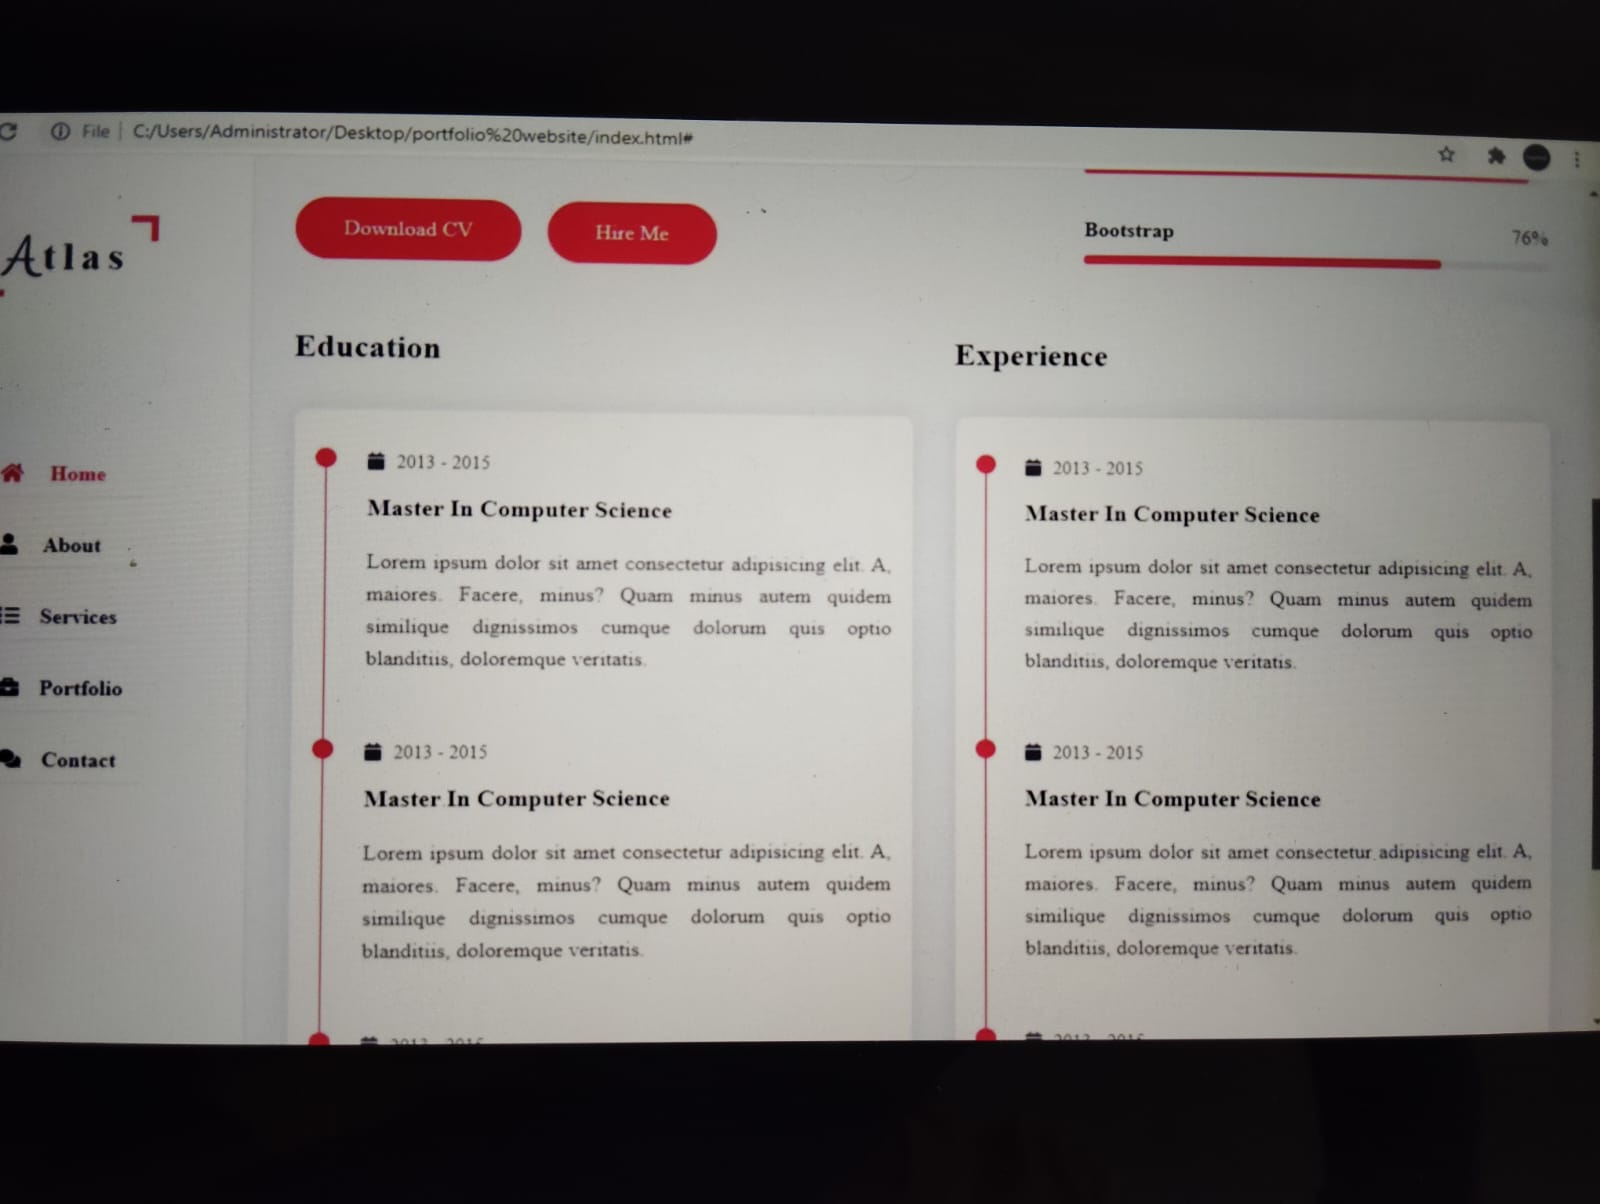 File | C:/Users/Administrator/Desktop/portfolio%20website/index.html#
Atlas
Home
About
Services
Portfolio
Contact
Download CV
Hire Me
Bootstrap
76%
Education
2013 - 2015
Master In Computer Science
Lorem ipsum dolor sit amet consectetur adipisicing elit. A,
maiores. Facere, minus? Quam minus autem quidem
similique dignissimos cumque dolorum quis optio
blanditiis, doloremque veritatis.
2013 - 2015
Master In Computer Science
Lorem ipsum dolor sit amet consectetur adipisicing elit. A,
maiores. Facere, minus? Quam minus autem quidem
similique dignissimos cumque dolorum quis optio
blanditiis, doloremque veritatis.
Experience
2013 - 2015
Master In Computer Science
Lorem ipsum dolor sit amet consectetur adipisicing elit. A,
maiores. Facere, minus? Quam minus autem quidem
similique dignissimos cumque dolorum quis optio
blanditiis, doloremque veritatis.
2013 - 2015
Master In Computer Science
Lorem ipsum dolor sit amet consectetur adipisicing elit. A,
maiores. Facere, minus? Quam minus autem quidem
similique dignissimos cumque dolorum quis optio
blanditiis, doloremque veritatis.